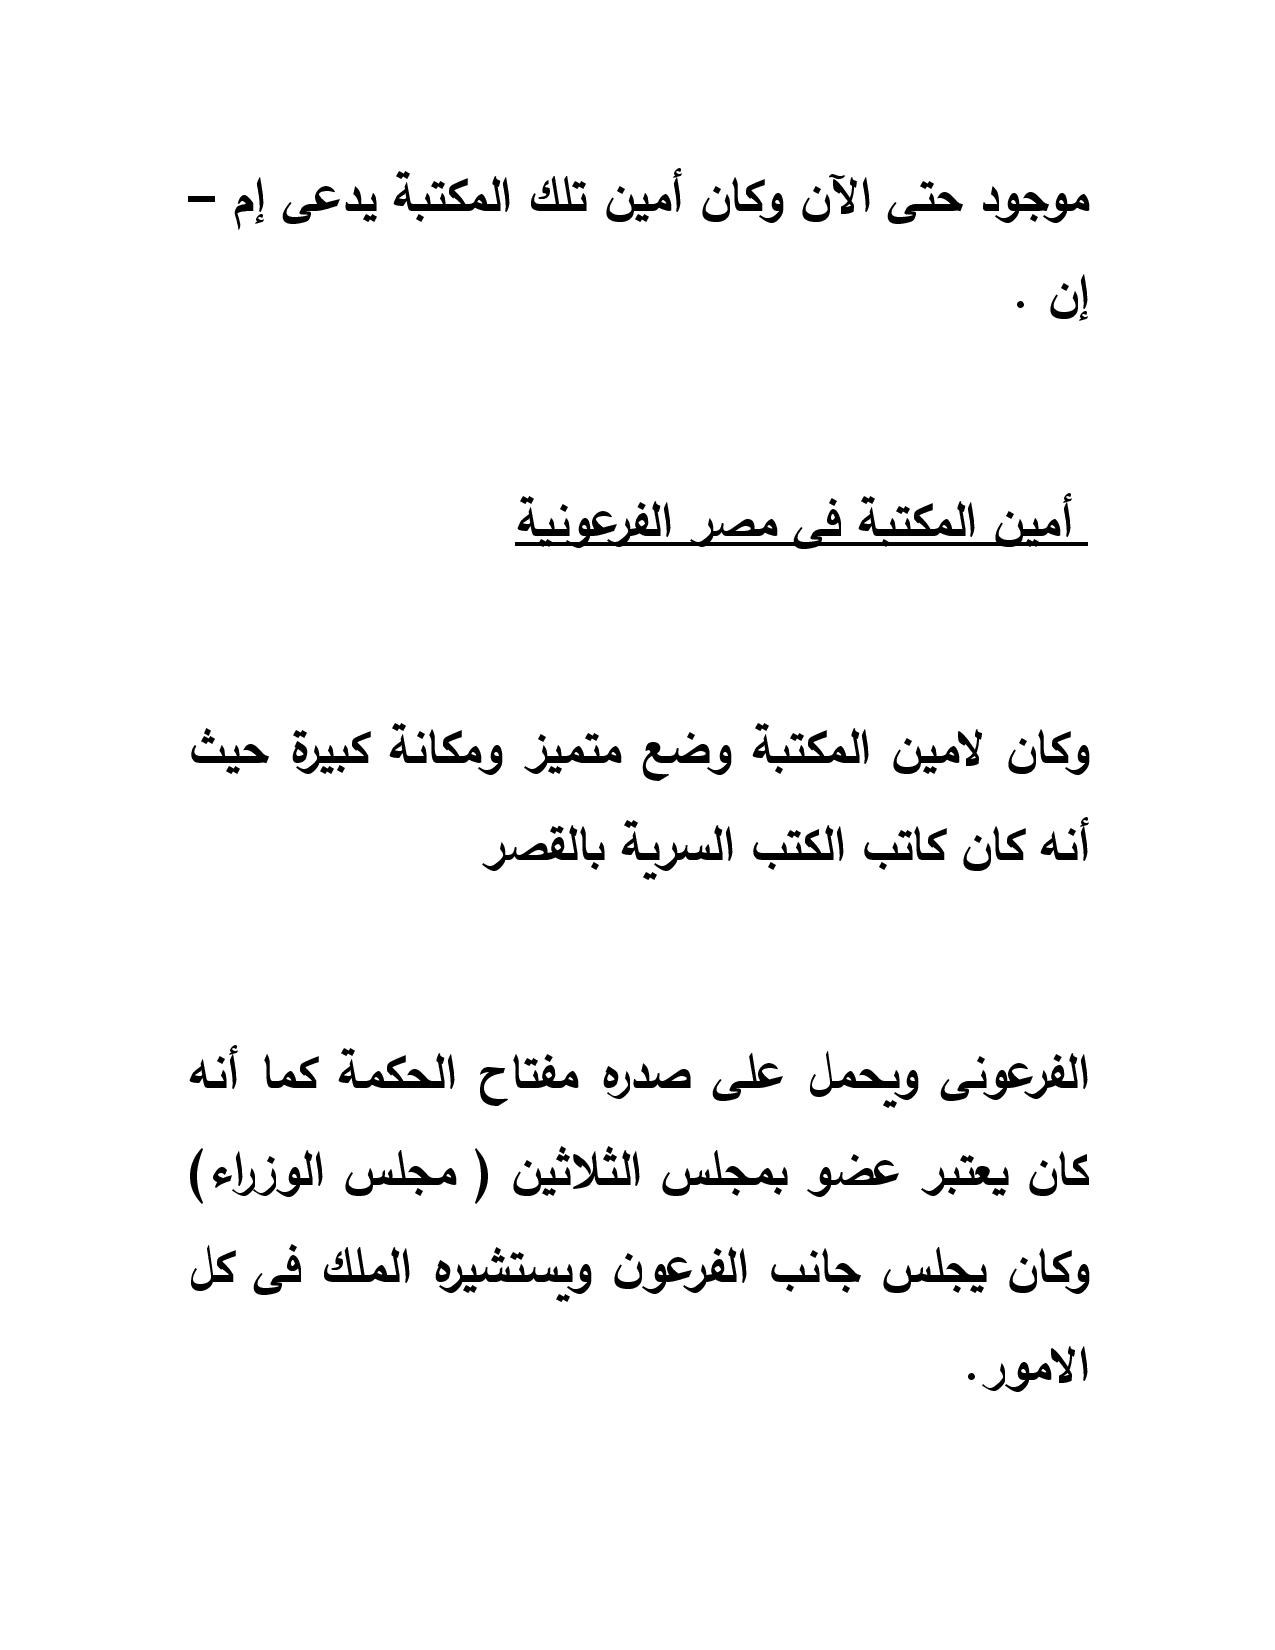 موجود حتى الآن وكان أمين تلك المكتبة يدعى إم –
إن .
أمين المكتبة فى مصر الفرعونية
وكان لامين المكتبة وضع متميز ومكانة كبيرة حيث
أنه كان كاتب الكتب السرية بالقصر
الفرعونى ويحمل على صدره مفتاح الحكمة كما أنه
كان يعتبر عضو بمجلس الثلاثين ( مجلس الوزراء)
وكان يجلس جانب الفرعون ويستشيره الملك فى كل
الامور.